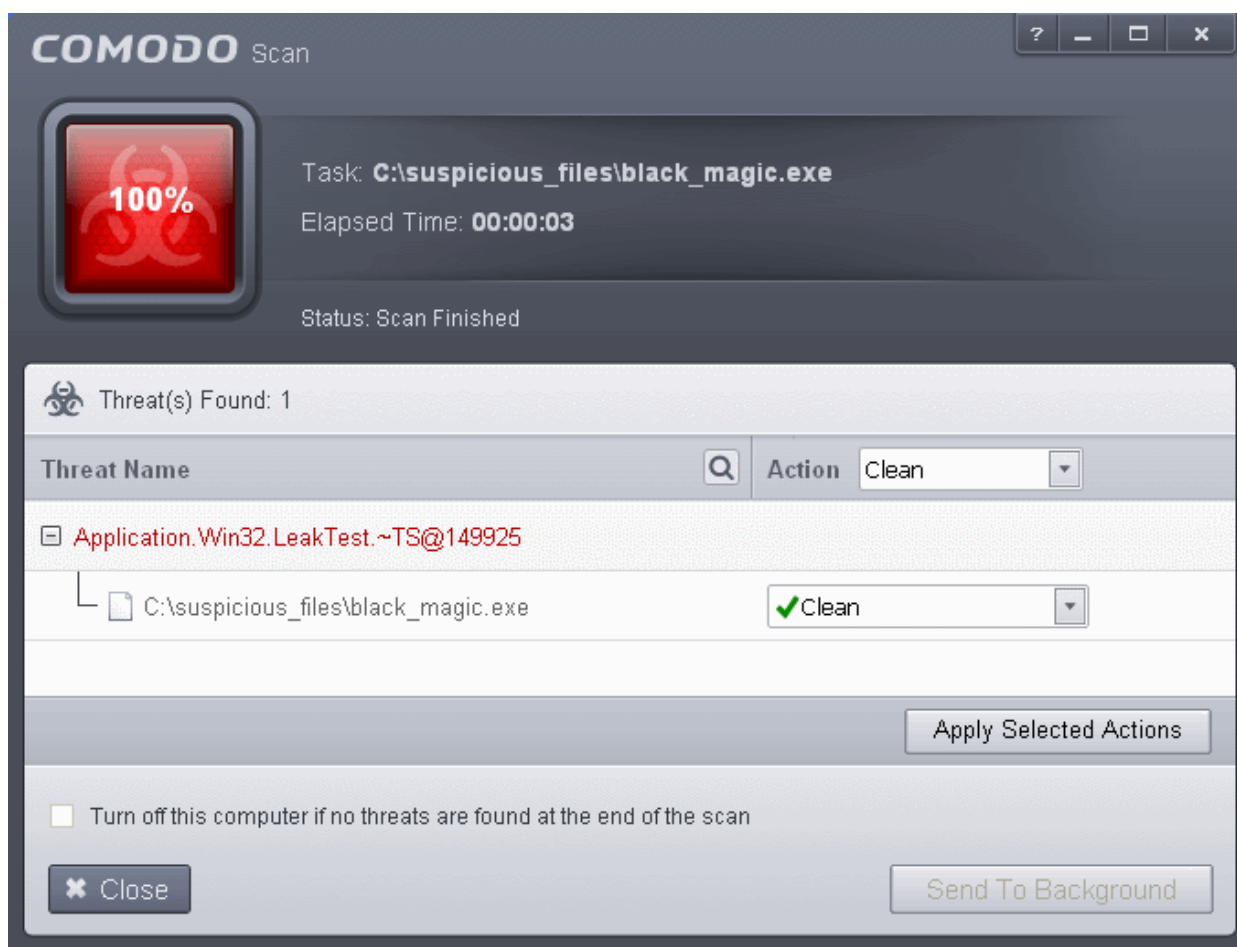 COMODO Scan
?
100%
Task: C:\suspicious_files\black_magic.exe
Elapsed Time: 00:00:03
Status: Scan Finished
Threat(s) Found: 1
Threat Name Action Clean
Application.Win32.LeakTest.~TS@149925
C:\suspicious_files\black_magic.exe Clean
Apply Selected Actions
Turn off this computer if no threats are found at the end of the scan
Close Send To Background